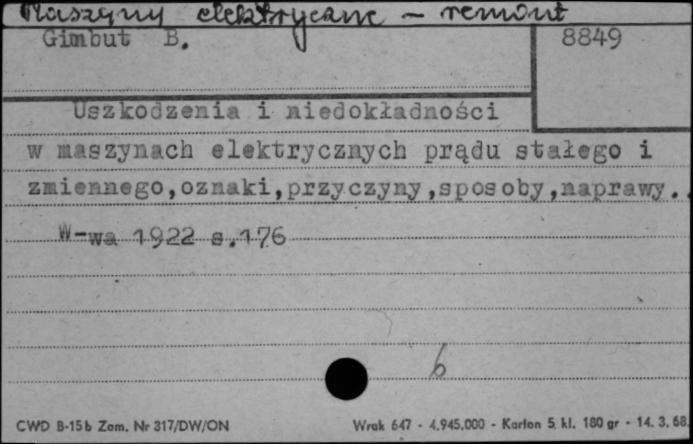 Maszyny elektryczne – remont
Gimbut B.
8849
Uszkodzenia i niedokładności
w maszynach elektrycznych prądu stałego i
zmiennego,oznaki,przyczyny,sposoby,naprawy..
W-wa 1922 s.176
6
CWD B-15b Zam. Nr 317/DW/ON
Wrak 647 - 4.945.000 - Karton 5. kl. 180 gr - 14. 3. 68.